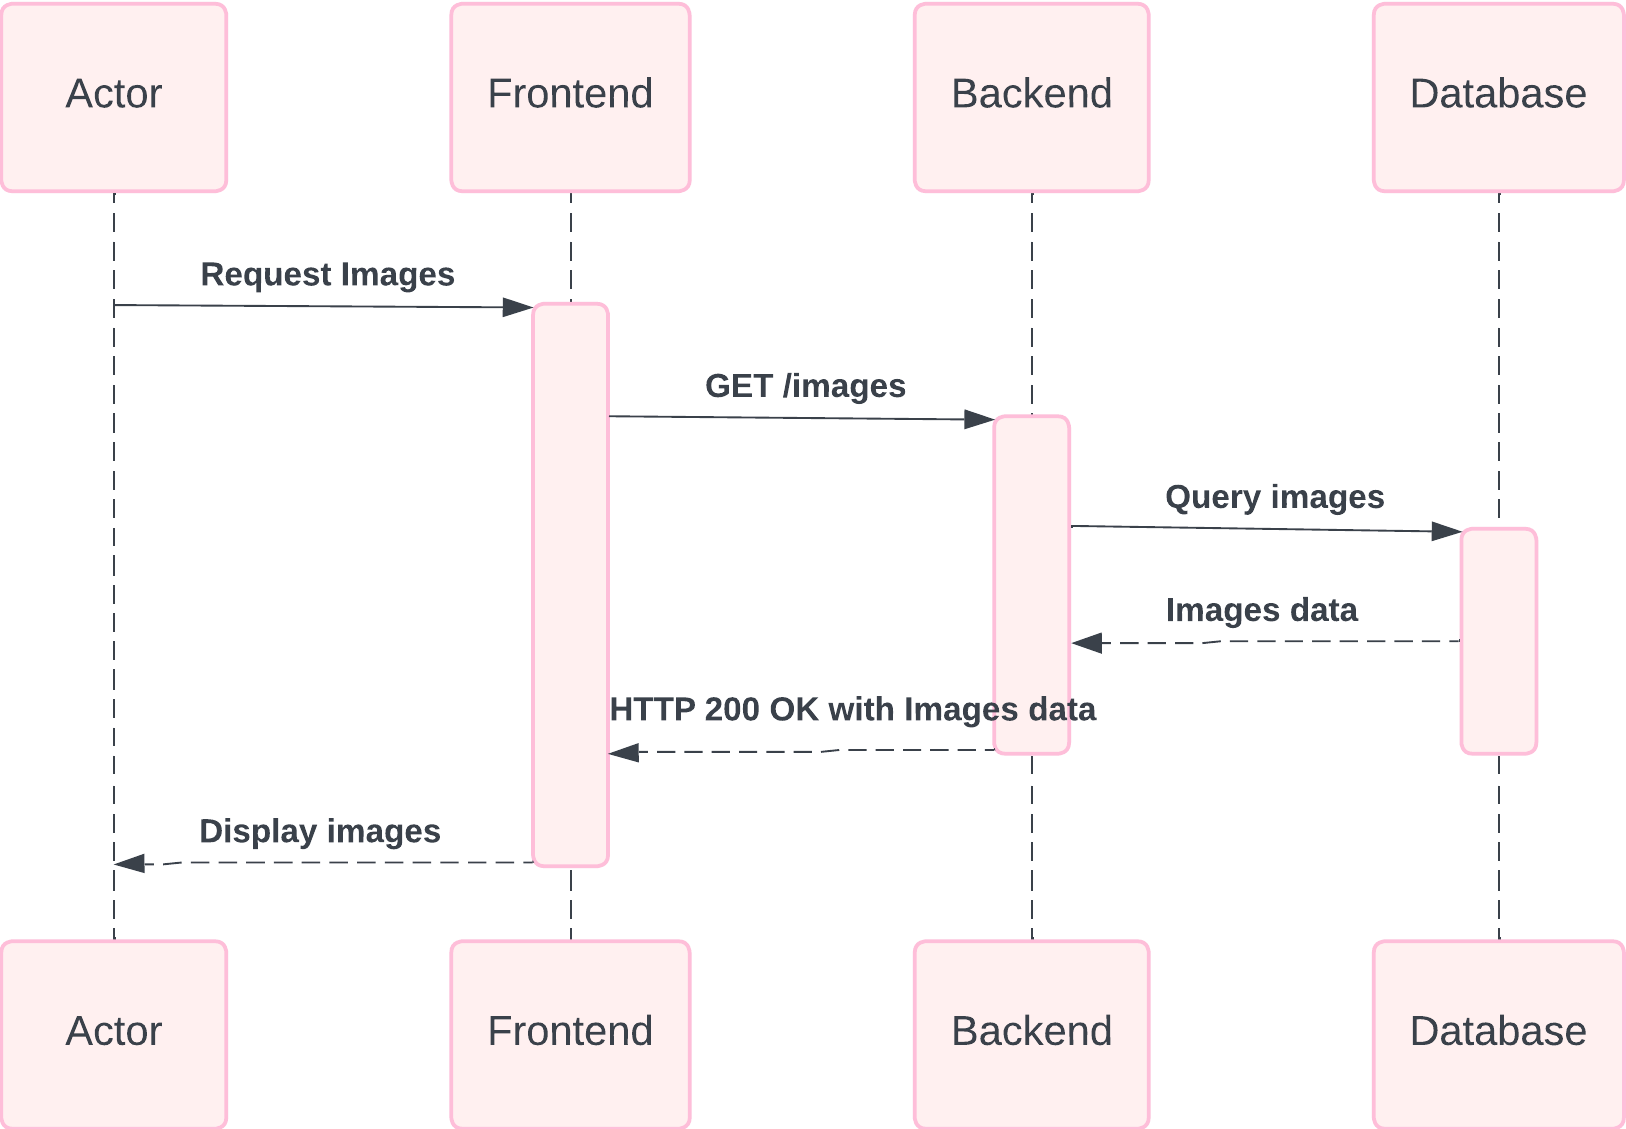 Actor
Frontend
Backend
Database
Request Images
GET /images
Query images
Images data
HTTP 200 OK with Images data
Display images
Actor
Frontend
Backend
Database